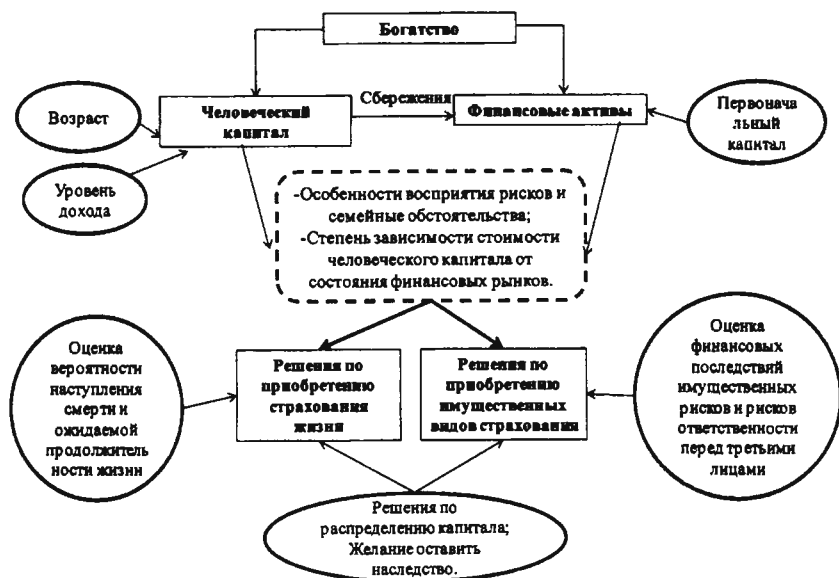 Богатство
Сбережения
Человеческий
капитал
Финансовые активы
Возраст
Первонача
льный
капитал
Уровень
дохода
-Особенности восприятия рисков и
семейные обстоятельства;
-Степень зависимости стоимости
человеческого капитала от
состояния финансовых рынков.
Оценка
вероятности
наступления
смерти и
ожидаемой
продолжитель
ности жизни
Решения по
приобретению
страхования
жизни
Решения по
приобретению
имущественных
видов страхования
Оценка
финансовых
последствий
имущественных
рисков и рисков
ответственности
перед третьими
лицами
Решения по
распределению капитала;
Желание оставить
наследство.